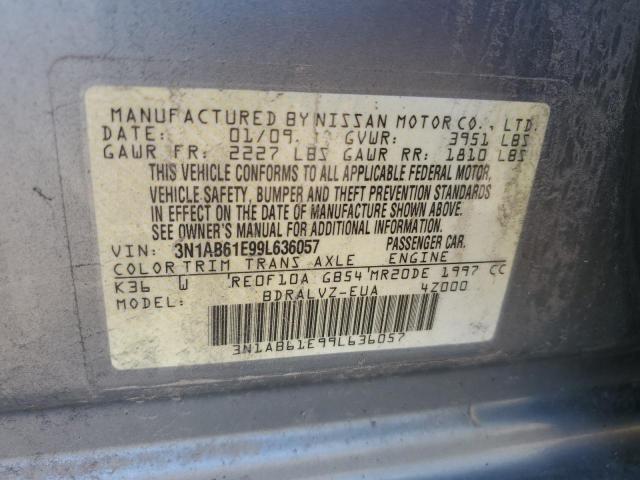 MANUFACTURED BY NISSAN MOTOR CO., LTD.
DATE: 01/09 GVWR: 3951 LBS
GAWR FR: 2227 LBS GAWR RR: 1810 LBS
THIS VEHICLE CONFORMS TO ALL APPLICABLE FEDERAL MOTOR
VEHICLE SAFETY, BUMPER AND THEFT PREVENTION STANDARDS
IN EFFECT ON THE DATE OF MANUFACTURE SHOWN ABOVE.
SEE OWNER'S MANUAL FOR ADDITIONAL INFORMATION.
VIN: 3N1AB61E99L636057 PASSENGER CAR.
COLOR TRIM TRANS AXLE ENGINE
K36 W RE0F10A GB54 MR20DE 1997 CC
MODEL: BDRALVZ-EUA 4Z000
3N1AB61E99L636057